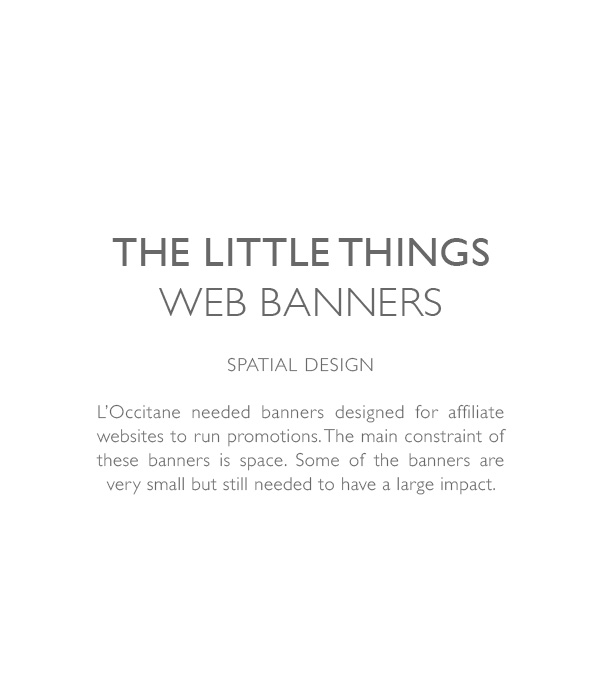 THE LITTLE THINGS
WEB BANNERS
SPATIAL DESIGN
L'Occitane needed banners designed for affiliate
websites to run promotions. The main constraint of
these banners is space. Some of the banners are
very small but still needed to have a large impact.